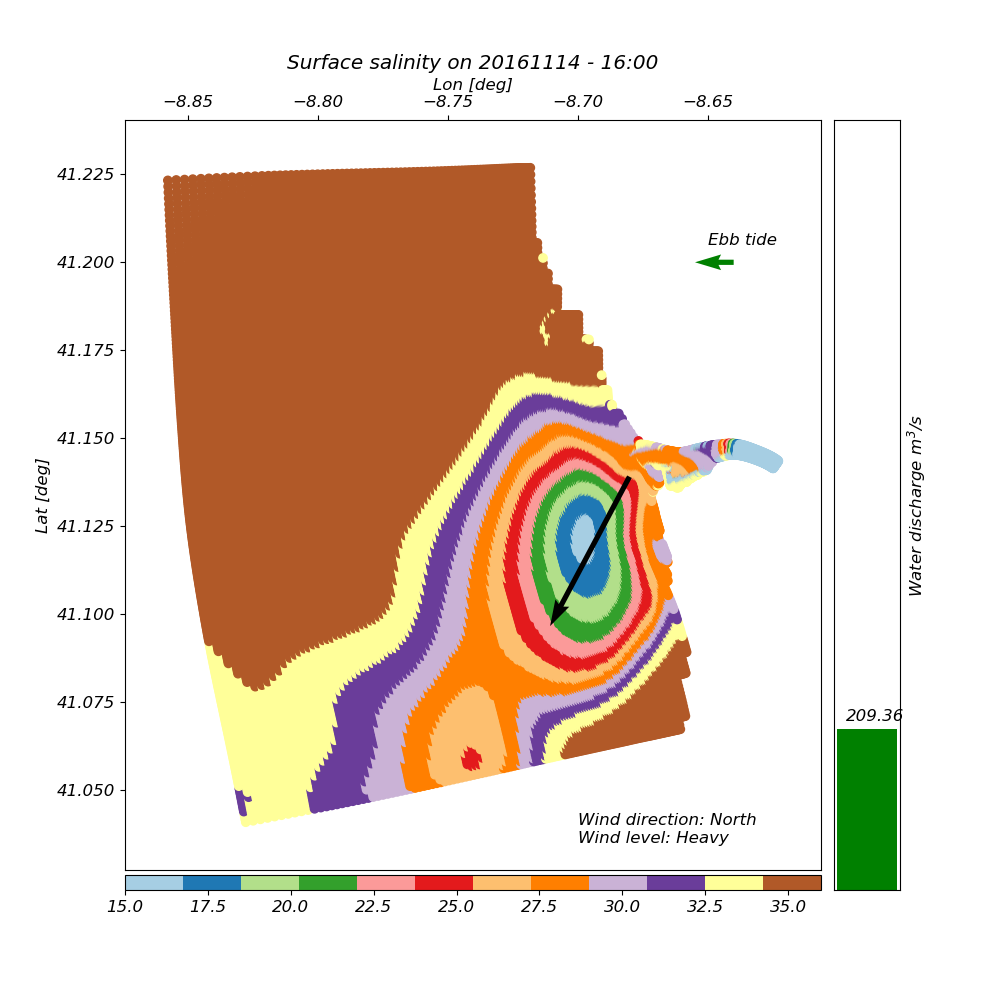 Surface salinity on 20161114 - 16:00
Lon [deg]
−8.85 −8.80 −8.75 −8.70 −8.65
41.225
41.200
41.175
41.150
41.125
41.100
41.075
41.050
Lat [deg]
Ebb tide
Water discharge m³/s
209.36
Wind direction: North
Wind level: Heavy
15.0 17.5 20.0 22.5 25.0 27.5 30.0 32.5 35.0